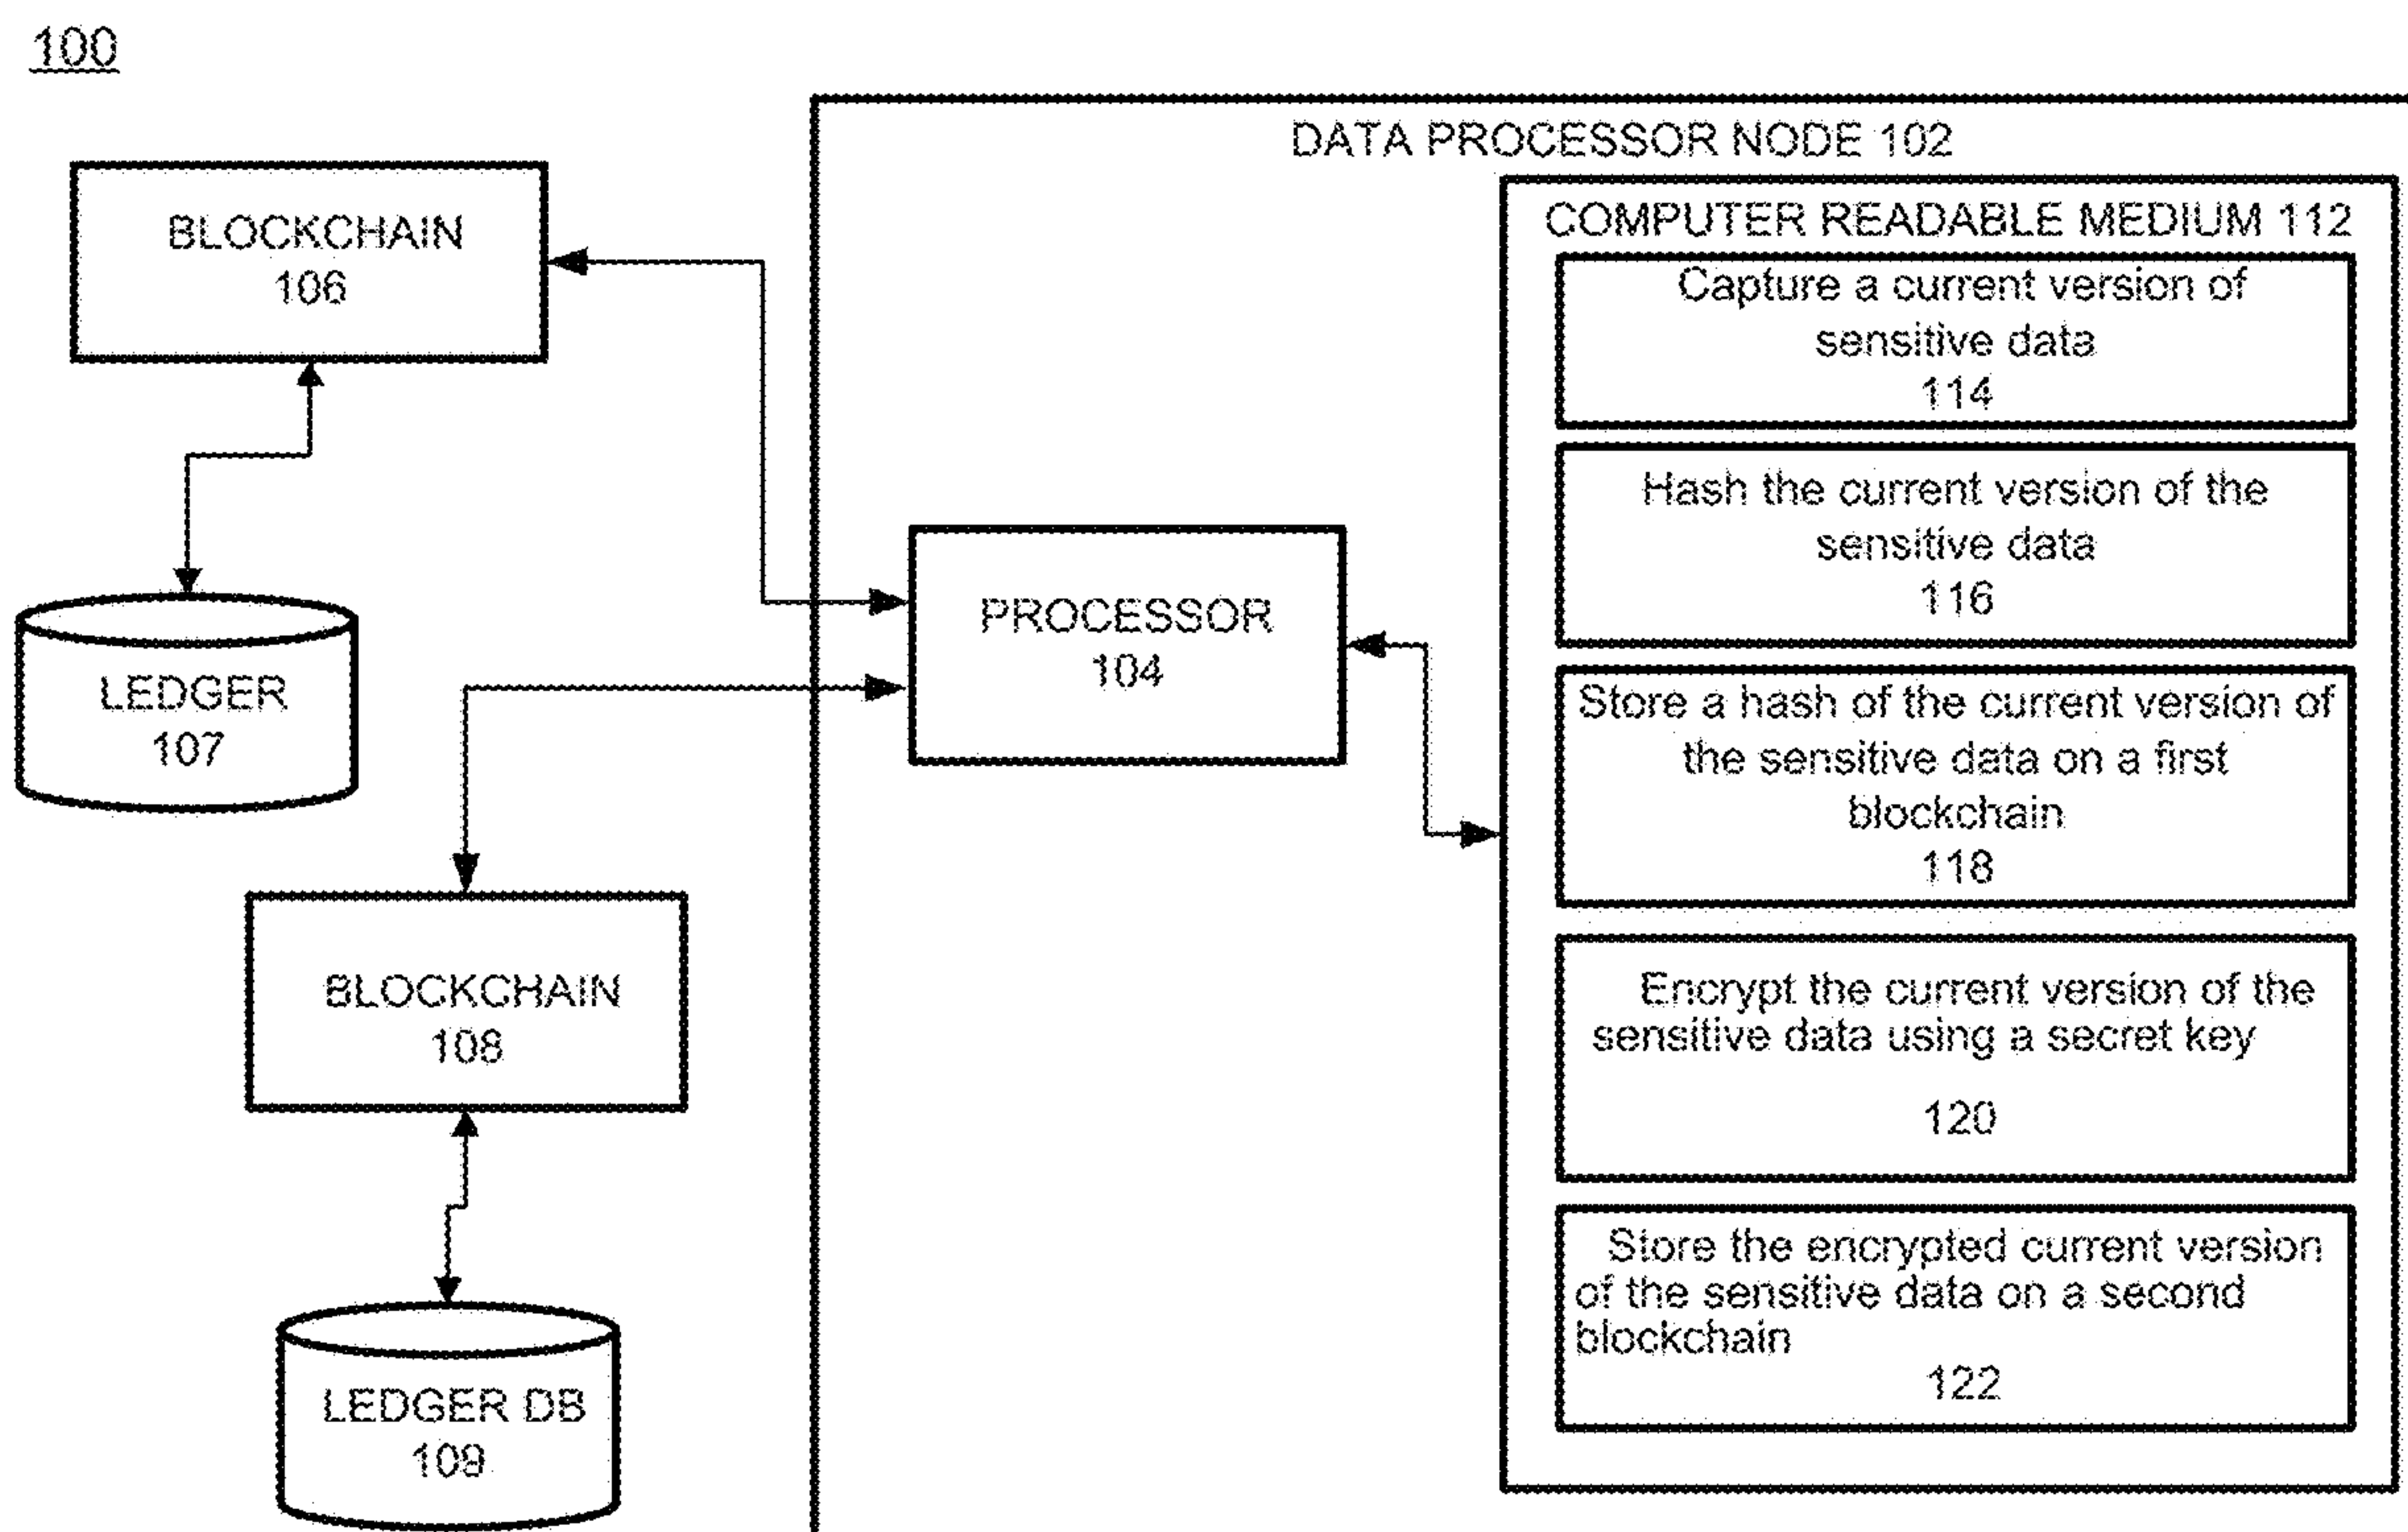 100
DATA PROCESSOR NODE 102
BLOCKCHAIN
106
LEDGER
107
BLOCKCHAIN
108
LEDGER DB
109
PROCESSOR
104
COMPUTER READABLE MEDIUM 112
Capture a current version of
sensitive data
114
Hash the current version of the
sensitive data
116
Store a hash of the current version of
the sensitive data on a first
blockchain
118
Encrypt the current version of the
sensitive data using a secret key
120
Store the encrypted current version
of the sensitive data on a second
blockchain
122